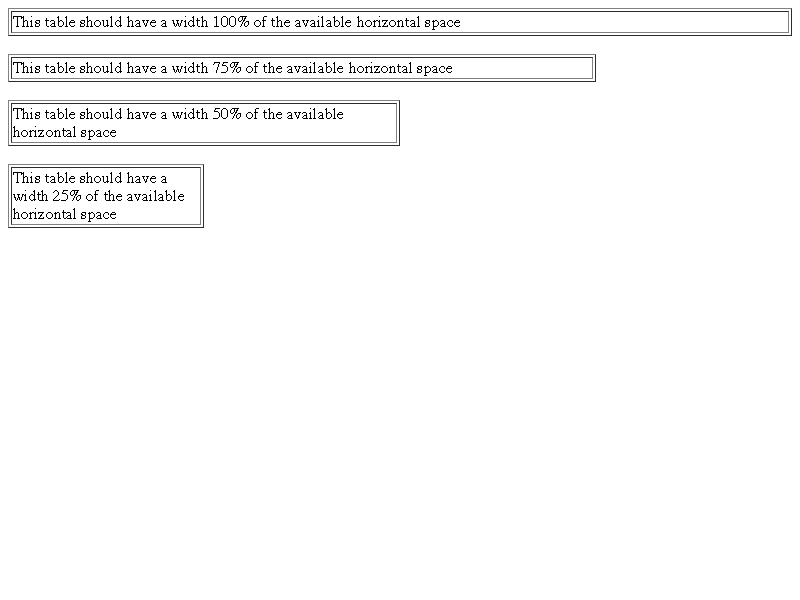 This table should have a width 100% of the available horizontal space
This table should have a width 75% of the available horizontal space
This table should have a width 50% of the available
horizontal space
This table should have a
width 25% of the available
horizontal space